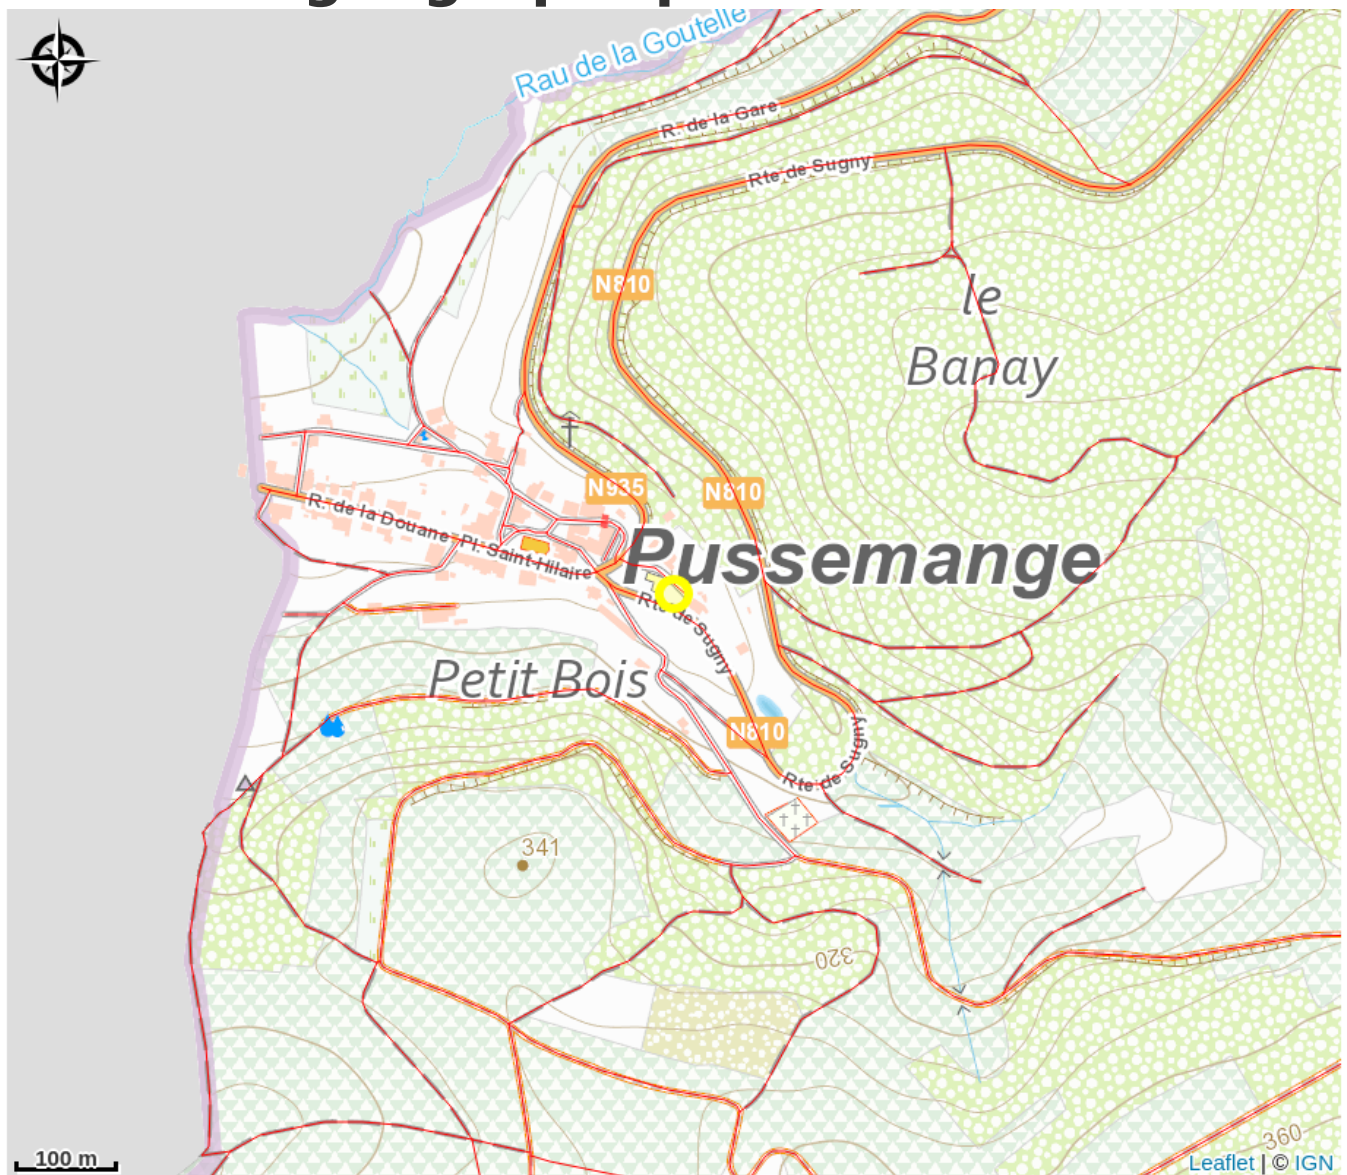 Rau de la Goutelle
R. de la Gare
Rte de Sugny
N810
le
Banay
N935
N810
R. de la Douane
Pl. Saint-Hilaire
Pussemange
Rte de Sugny
Petit Bois
N810
Rte de Sugny
341
320
360
100 m
Leaflet | © IGN